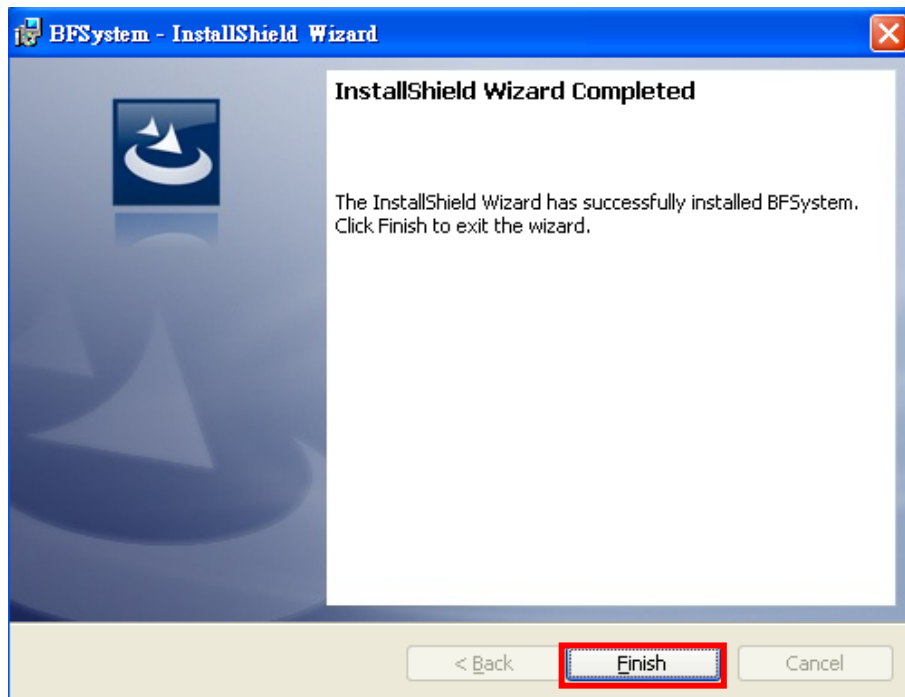 BFSystem - InstallShield Wizard
InstallShield Wizard Completed
The InstallShield Wizard has successfully installed BFSystem.
Click Finish to exit the wizard.
< Back
Finish
Cancel